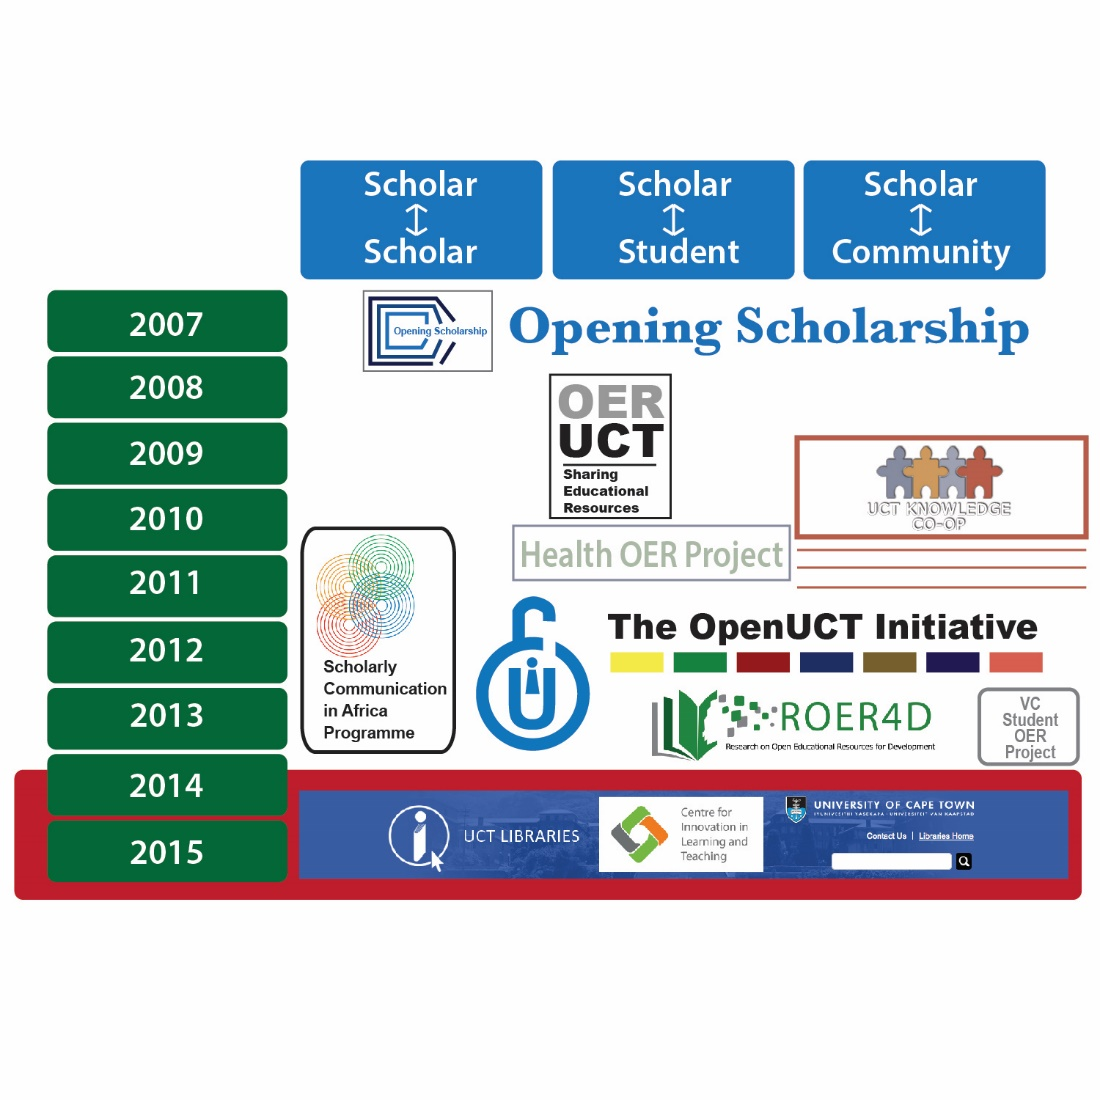 Scholar
Scholar
Scholar
Student
Scholar
Community
2007
2008
2009
2010
2011
2012
2013
2014
2015
Opening Scholarship
Opening Scholarship
OER
UCT
Sharing
Educational
Resources
UCT KNOWLEDGE
CO-OP
Health OER Project
Scholarly
Communication
in Africa
Programme
The OpenUCT Initiative
ROER4D
Research on Open Educational Resources for Development
VC
Student
OER
Project
UCT LIBRARIES
Centre for
Innovation in
Learning and
Teaching
UNIVERSITY OF CAPE TOWN
Contact Us | Libraries Home